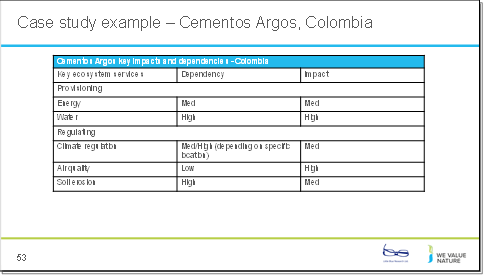 Case study example – Cementos Argos, Colombia
Cementos Argos key impacts and dependencies – Colombia
Key ecosystem services Dependency Impact
Provisioning
Energy Med Med
Water High High
Regulating
Climate regulation Med/High (depending on specific location) Med
Air quality Low High
Soil erosion High Med
53
WE VALUE
NATURE